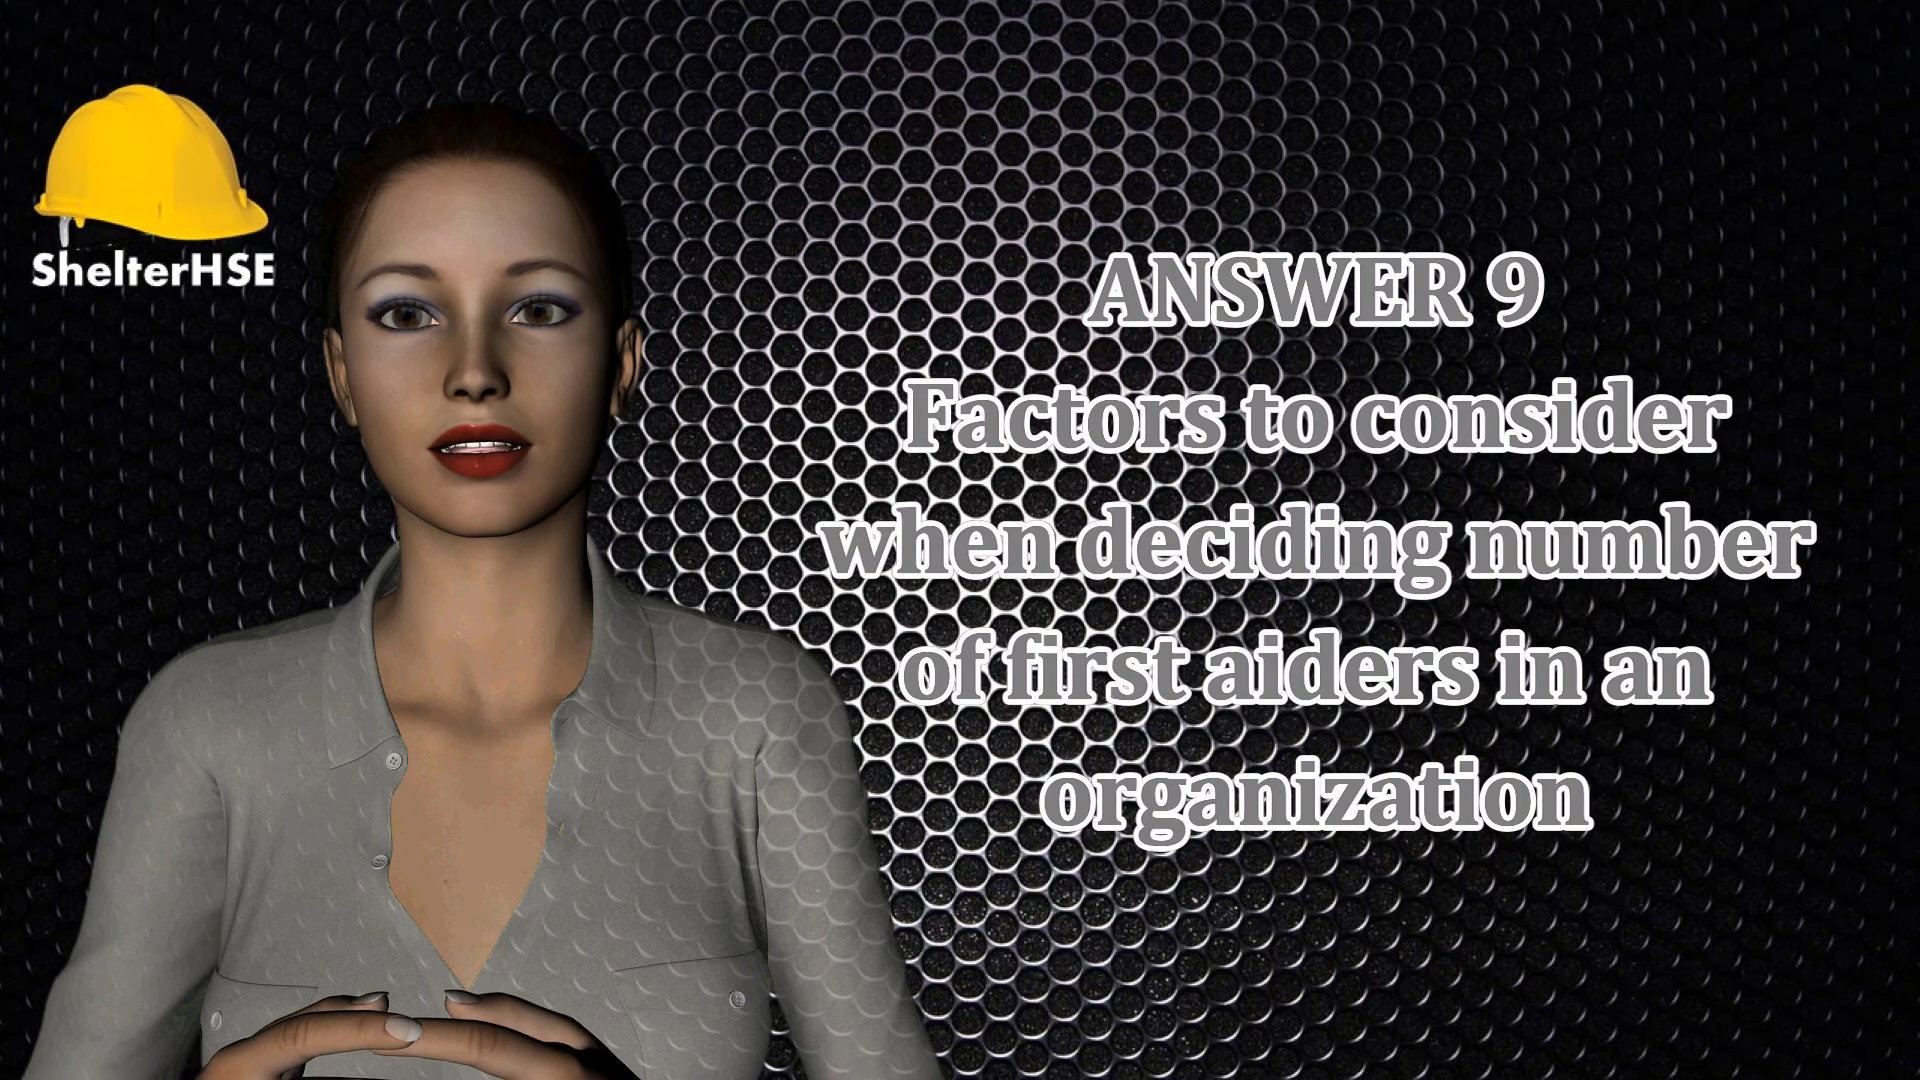 ShelterHSE
ANSWER 9
Factors to consider
when deciding number
of first aiders in an
organization